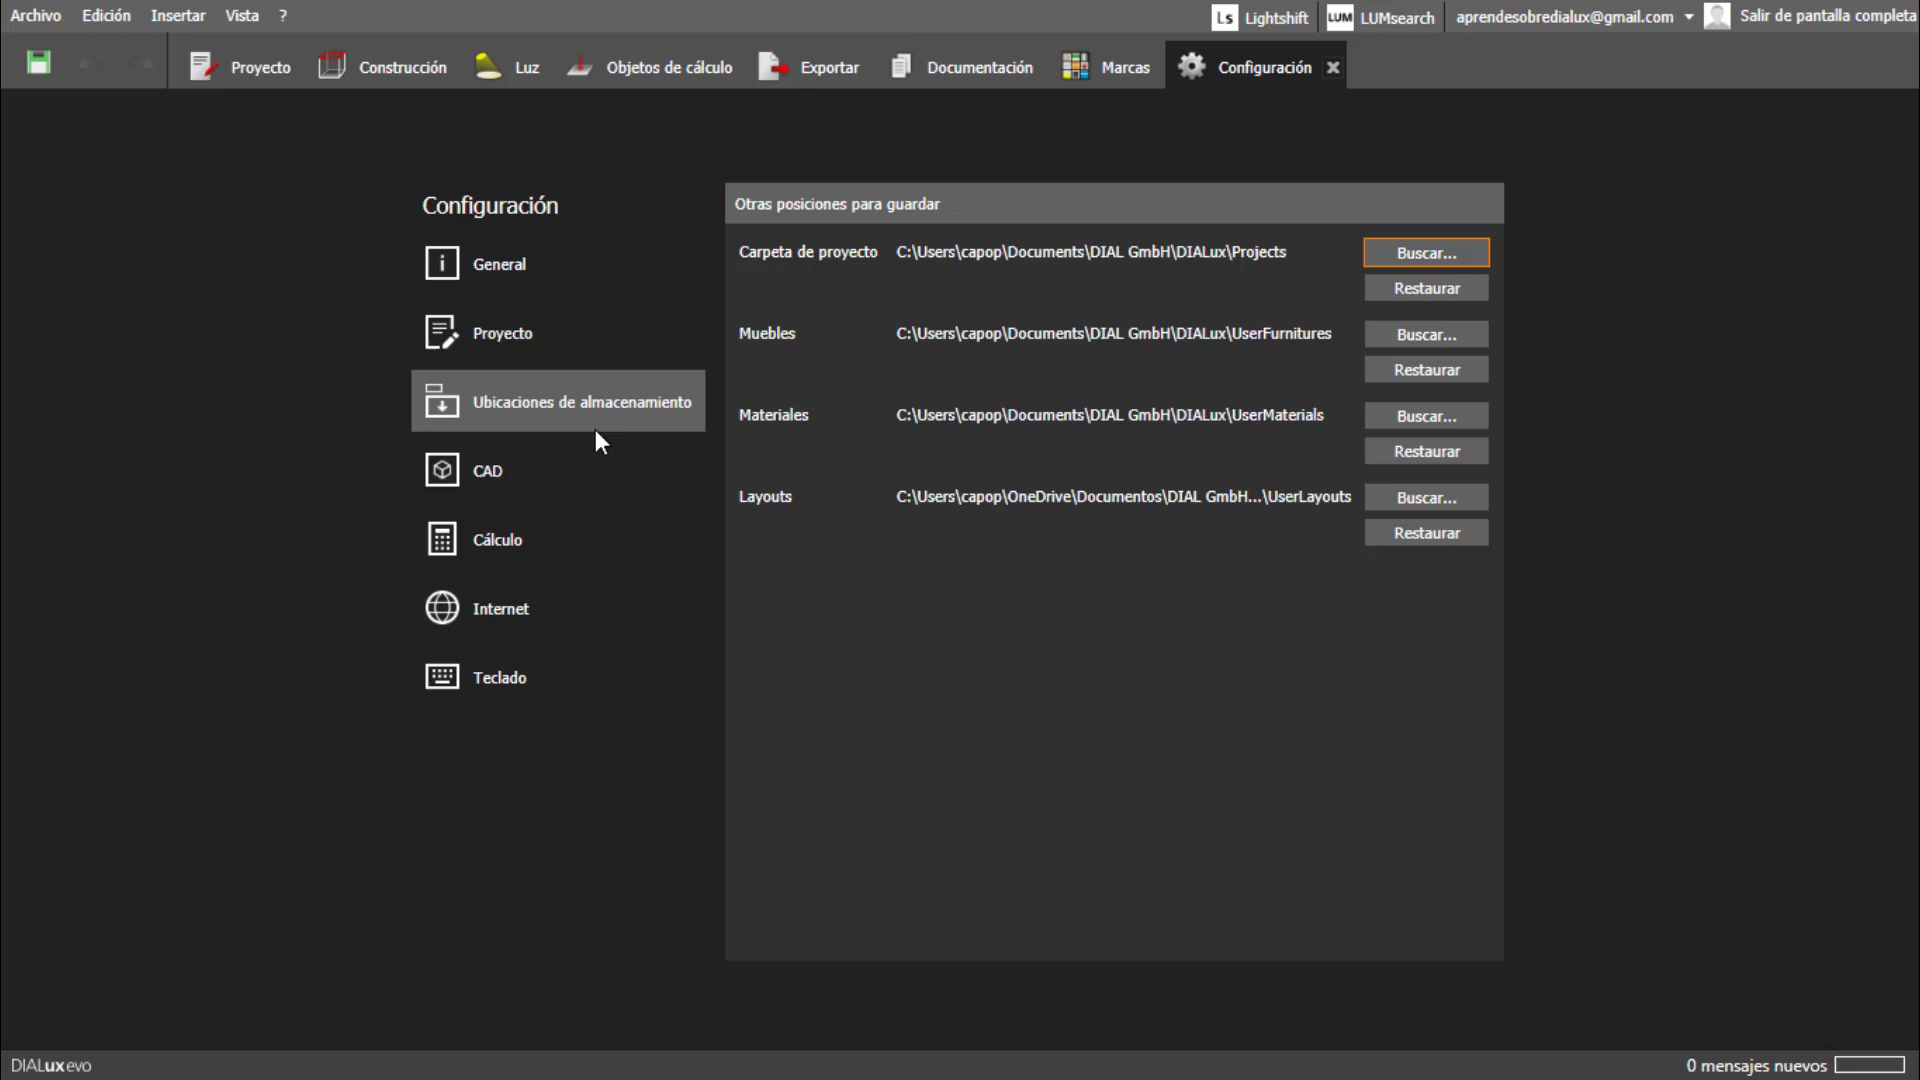 Archivo Edición Insertar Vista ?
Ls Lightshift LUM LUMsearch aprendesobredialux@gmail.com Salir de pantalla completa
Proyecto Construcción Luz Objetos de cálculo Exportar Documentación Marcas Configuración
Configuración
General
Proyecto
Ubicaciones de almacenamiento
CAD
Cálculo
Internet
Teclado
Otras posiciones para guardar
Carpeta de proyecto C:\Users\capop\Documents\DIAL GmbH\DIALux\Projects Buscar...
Restaurar
Muebles C:\Users\capop\Documents\DIAL GmbH\DIALux\UserFurnitures Buscar...
Restaurar
Materiales C:\Users\capop\Documents\DIAL GmbH\DIALux\UserMaterials Buscar...
Restaurar
Layouts C:\Users\capop\OneDrive\Documentos\DIAL GmbH...\UserLayouts Buscar...
Restaurar
DIALux evo 0 mensajes nuevos